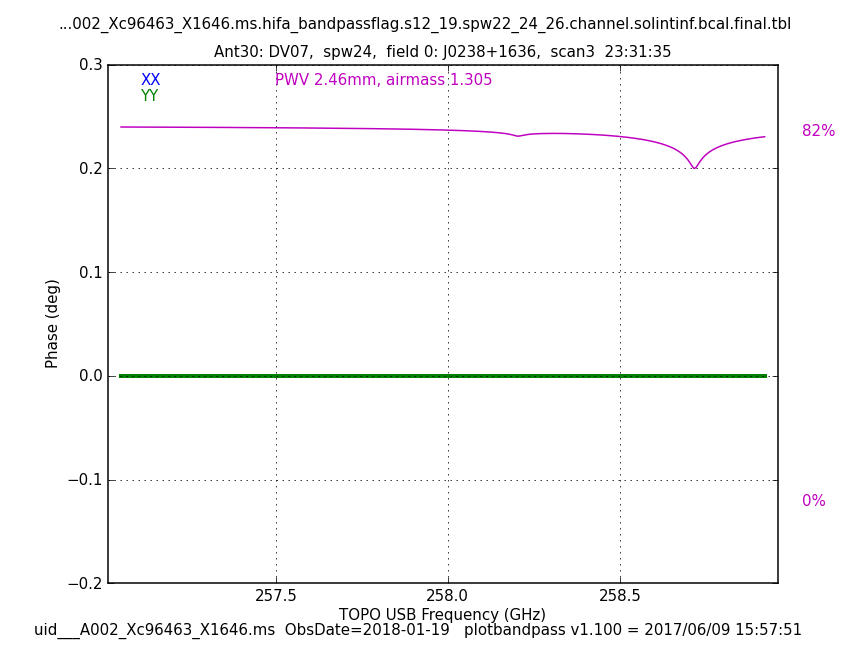 ...002_Xc96463_X1646.ms.hifa_bandpassflag.s12_19.spw22_24_26.channel.solintinf.bcal.final.tbl
Ant30: DV07,  spw24,  field 0: J0238+1636,  scan3  23:31:35
0.3
XX
PWV 2.46mm, airmass 1.305
YY
82%
0.2
0.1
Phase (deg)
0.0
−0.1
0%
−0.2
257.5
258.0
258.5
TOPO USB Frequency (GHz)
uid___A002_Xc96463_X1646.ms  ObsDate=2018-01-19   plotbandpass v1.100 = 2017/06/09 15:57:51